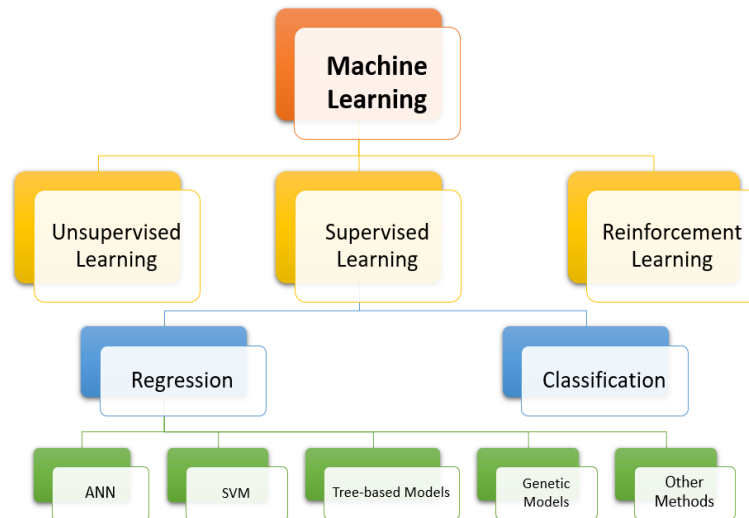 Machine
Learning
Unsupervised
Learning
Supervised
Learning
Reinforcement
Learning
Regression
Classification
ANN
SVM
Tree-based Models
Genetic
Models
Other
Methods